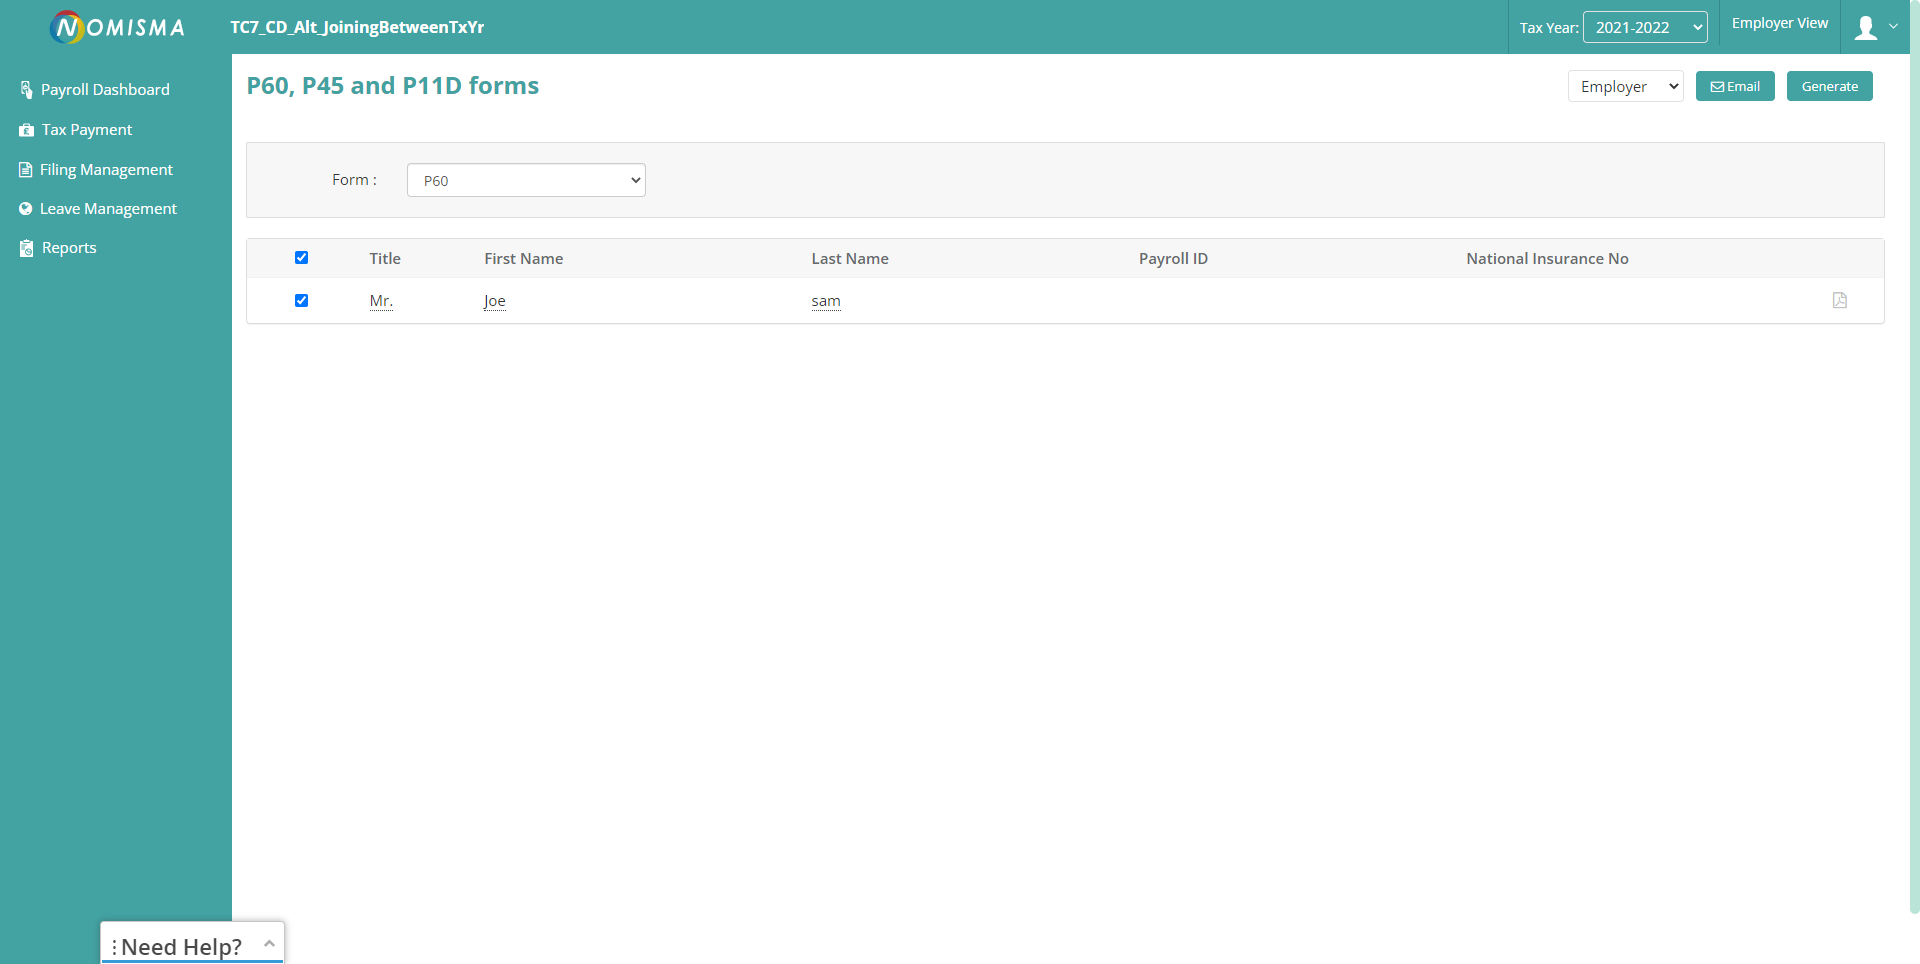 NOMISMA
TC7_CD_Alt_JoiningBetweenTxYr
Tax Year: 2021-2022
Employer View
Payroll Dashboard
Tax Payment
Filing Management
Leave Management
Reports
P60, P45 and P11D forms
Employer
Email
Generate
Form : P60
Title First Name Last Name Payroll ID National Insurance No
Mr. Joe sam
Need Help?